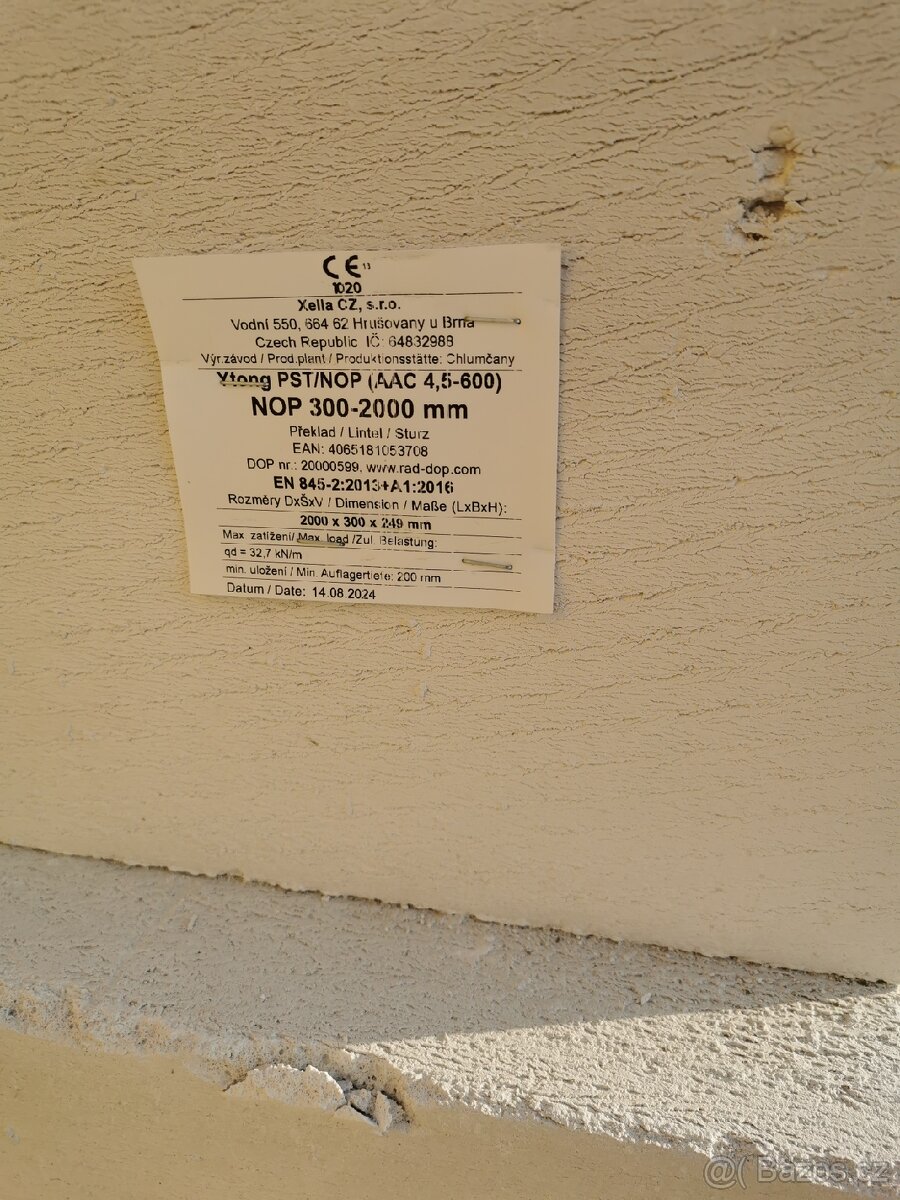 CE 13
1020
Xella CZ, s.r.o.
Vodní 550, 664 62 Hrušovany u Brna
Czech Republic IČ: 64832988
Výr.závod / Prod.plant / Produktionsstätte: Chlumčany
Ytong PST/NOP (AAC 4,5-600)
NOP 300-2000 mm
Překlad / Lintel / Sturz
EAN: 4065181053708
DOP nr.: 20000599, www.rad-dop.com
EN 845-2:2013+A1:2016
Rozměry DxŠxV / Dimension / Maße (LxBxH):
2000 x 300 x 249 mm
Max. zatížení/ Max. load /Zul. Belastung:
qd = 32,7 kN/m
min. uložení / Min. Auflagertiefe: 200 mm
Datum / Date: 14.08.2024
@ Bazos.cz